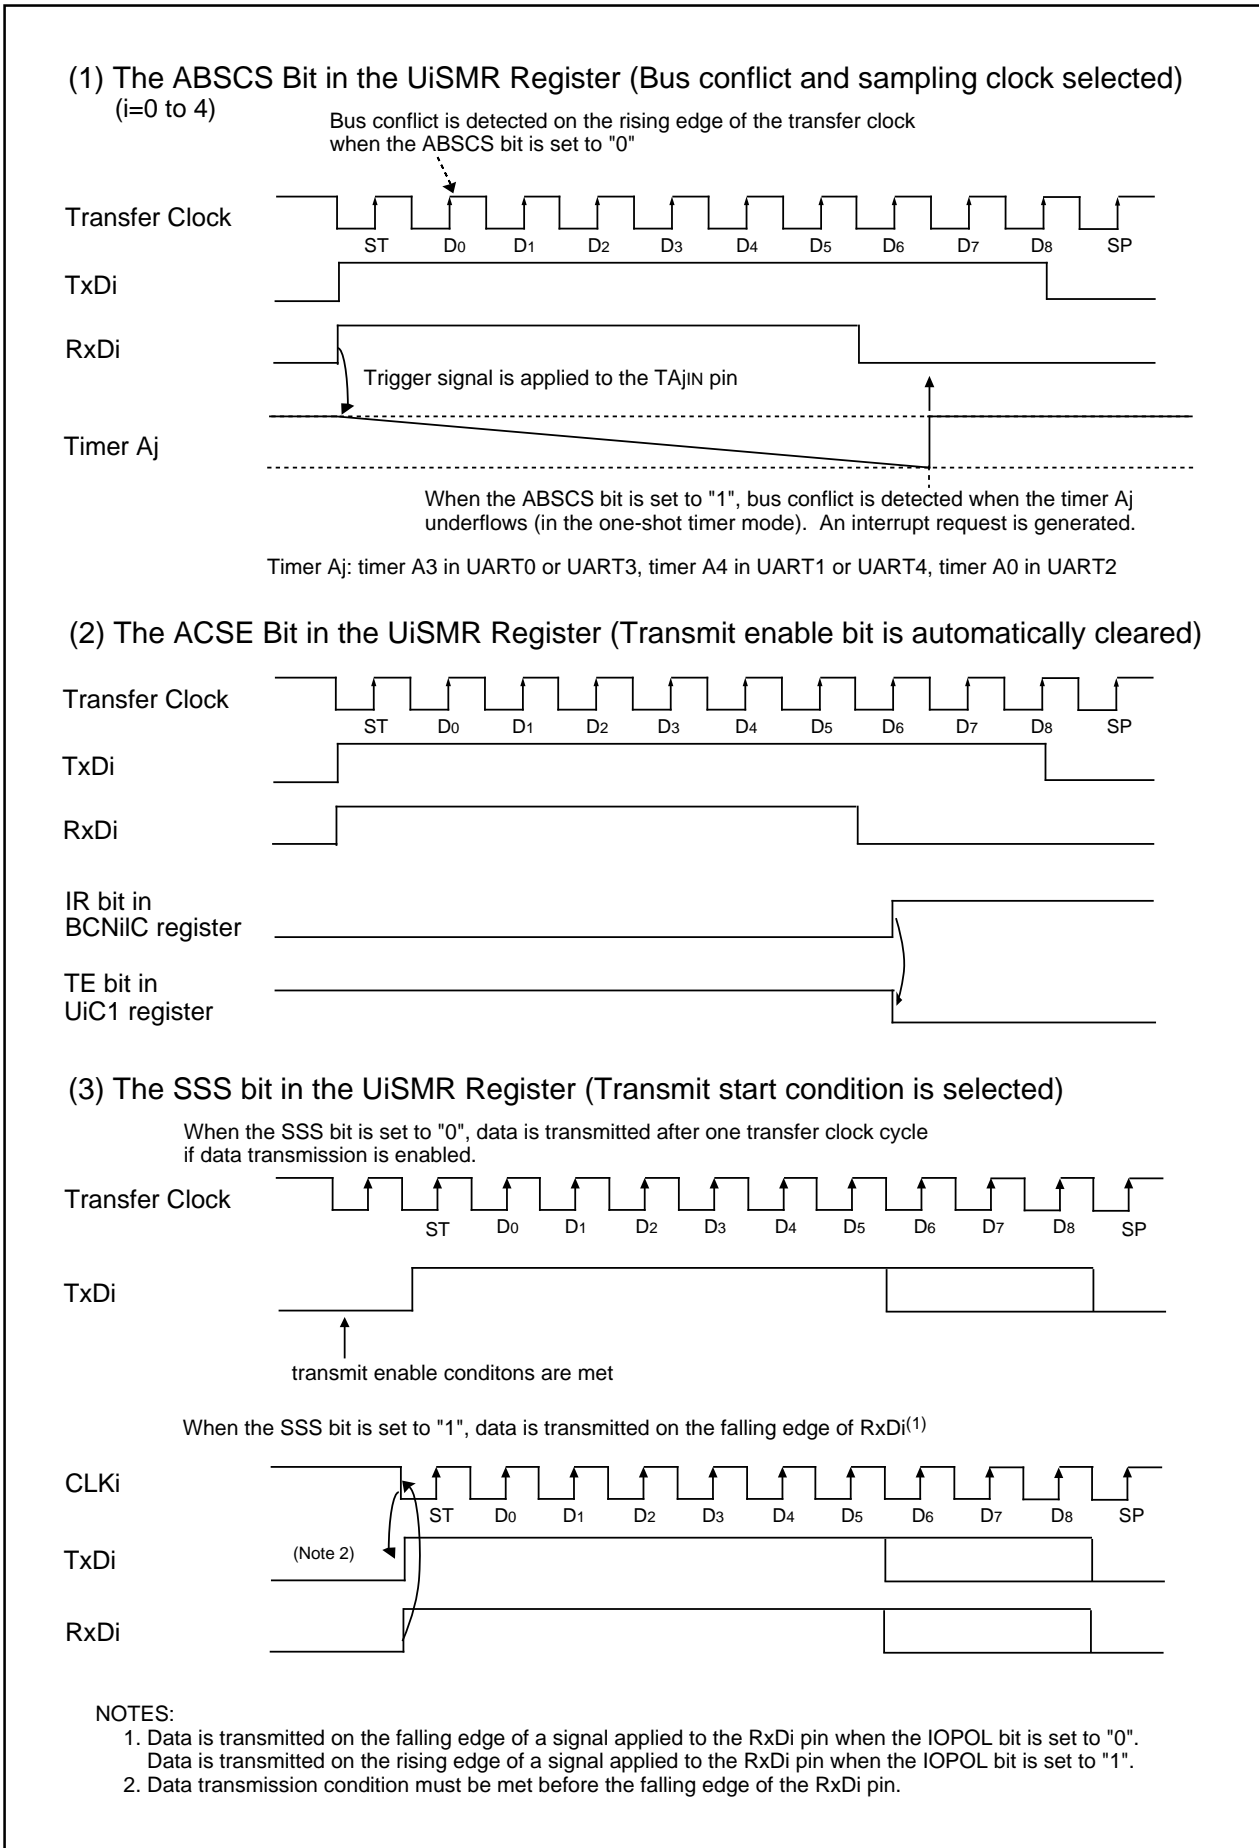 (1) The ABSCS Bit in the UiSMR Register (Bus conflict and sampling clock selected)
(i=0 to 4)
Bus conflict is detected on the rising edge of the transfer clock
when the ABSCS bit is set to "0"
Transfer Clock
ST D0 D1 D2 D3 D4 D5 D6 D7 D8 SP
TxDi
RxDi
Trigger signal is applied to the TAjIN pin
Timer Aj
When the ABSCS bit is set to "1", bus conflict is detected when the timer Aj
underflows (in the one-shot timer mode). An interrupt request is generated.
Timer Aj: timer A3 in UART0 or UART3, timer A4 in UART1 or UART4, timer A0 in UART2
(2) The ACSE Bit in the UiSMR Register (Transmit enable bit is automatically cleared)
Transfer Clock
ST D0 D1 D2 D3 D4 D5 D6 D7 D8 SP
TxDi
RxDi
IR bit in
BCNiIC register
TE bit in
UiC1 register
(3) The SSS bit in the UiSMR Register (Transmit start condition is selected)
When the SSS bit is set to "0", data is transmitted after one transfer clock cycle
if data transmission is enabled.
Transfer Clock
ST D0 D1 D2 D3 D4 D5 D6 D7 D8 SP
TxDi
transmit enable conditons are met
When the SSS bit is set to "1", data is transmitted on the falling edge of RxDi(1)
CLKi
ST D0 D1 D2 D3 D4 D5 D6 D7 D8 SP
TxDi
(Note 2)
RxDi
NOTES:
1. Data is transmitted on the falling edge of a signal applied to the RxDi pin when the IOPOL bit is set to "0".
Data is transmitted on the rising edge of a signal applied to the RxDi pin when the IOPOL bit is set to "1".
2. Data transmission condition must be met before the falling edge of the RxDi pin.